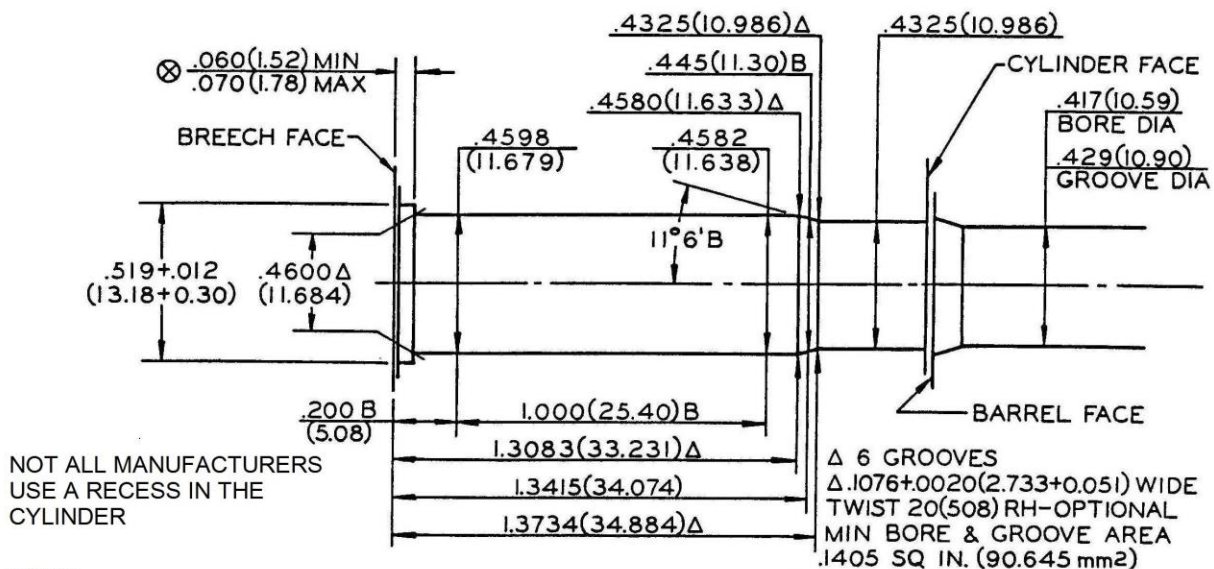 .4325(10.986)Δ
.4325(10.986)
⊗ .060(1.52) MIN
.070(1.78) MAX
.445(11.30)B
CYLINDER FACE
.4580(11.633)Δ
.417(10.59)
BORE DIA
BREECH FACE
.4598
(11.679)
.4582
(11.638)
.429(10.90)
GROOVE DIA
11°6'B
.519+.012
(13.18+0.30)
.4600Δ
(11.684)
.200 B
(5.08)
1.000(25.40)B
BARREL FACE
1.3083(33.231)Δ
1.3415(34.074)
1.3734(34.884)Δ
NOT ALL MANUFACTURERS
USE A RECESS IN THE
CYLINDER
Δ 6 GROOVES
Δ.1076+.0020(2.733+0.051) WIDE
TWIST 20(508) RH-OPTIONAL
MIN BORE & GROOVE AREA
.1405 SQ IN. (90.645 mm2)